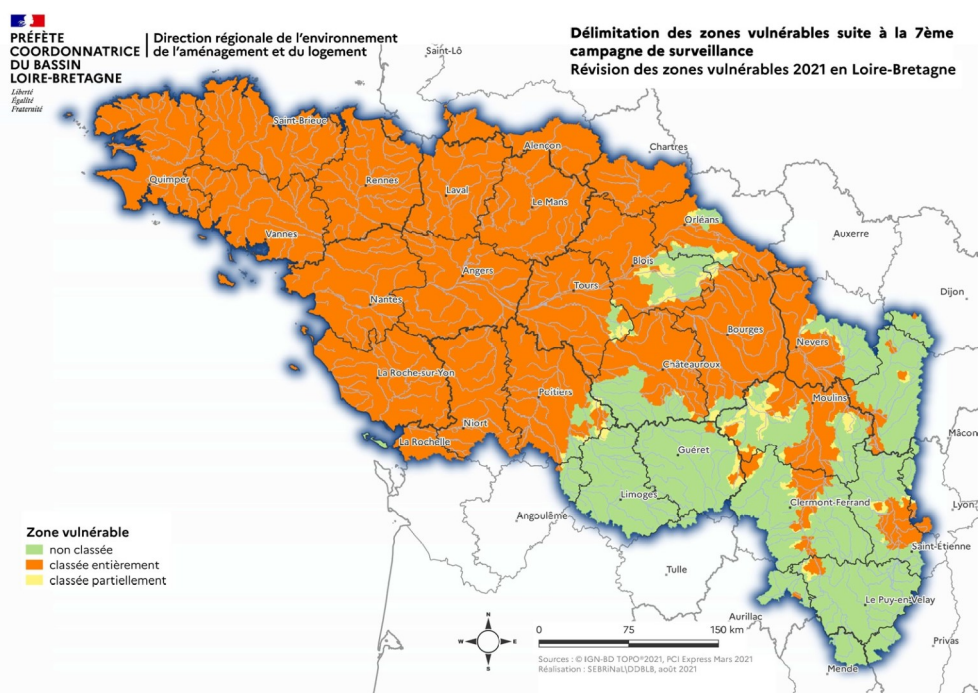 PRÉFÈTE
COORDONNATRICE
DU BASSIN
LOIRE-BRETAGNE
Liberté
Égalité
Fraternité
Direction régionale de l'environnement
de l'aménagement et du logement
Délimitation des zones vulnérables suite à la 7ème
campagne de surveillance
Révision des zones vulnérables 2021 en Loire-Bretagne
Saint-Lô
Saint-Brieuc
Alençon
Chartres
Quimper
Rennes
Laval
Le Mans
Orléans
Auxerre
Vannes
Blois
Angers
Tours
Dijon
Nantes
Bourges
Nevers
La Roche-sur-Yon
Châteauroux
Poitiers
Moulins
Niort
La Rochelle
Mâcon
Guéret
Limoges
Clermont-Ferrand
Lyon
Angoulême
Saint-Étienne
Tulle
Le Puy-en-Velay
Aurillac
Privas
Mende
Zone vulnérable
non classée
classée entièrement
classée partiellement
N
W
E
S
0 75 150 km
Sources : © IGN-BD TOPO®2021, PCI Express Mars 2021
Réalisation : SEBRiNaL\DDBLB, août 2021